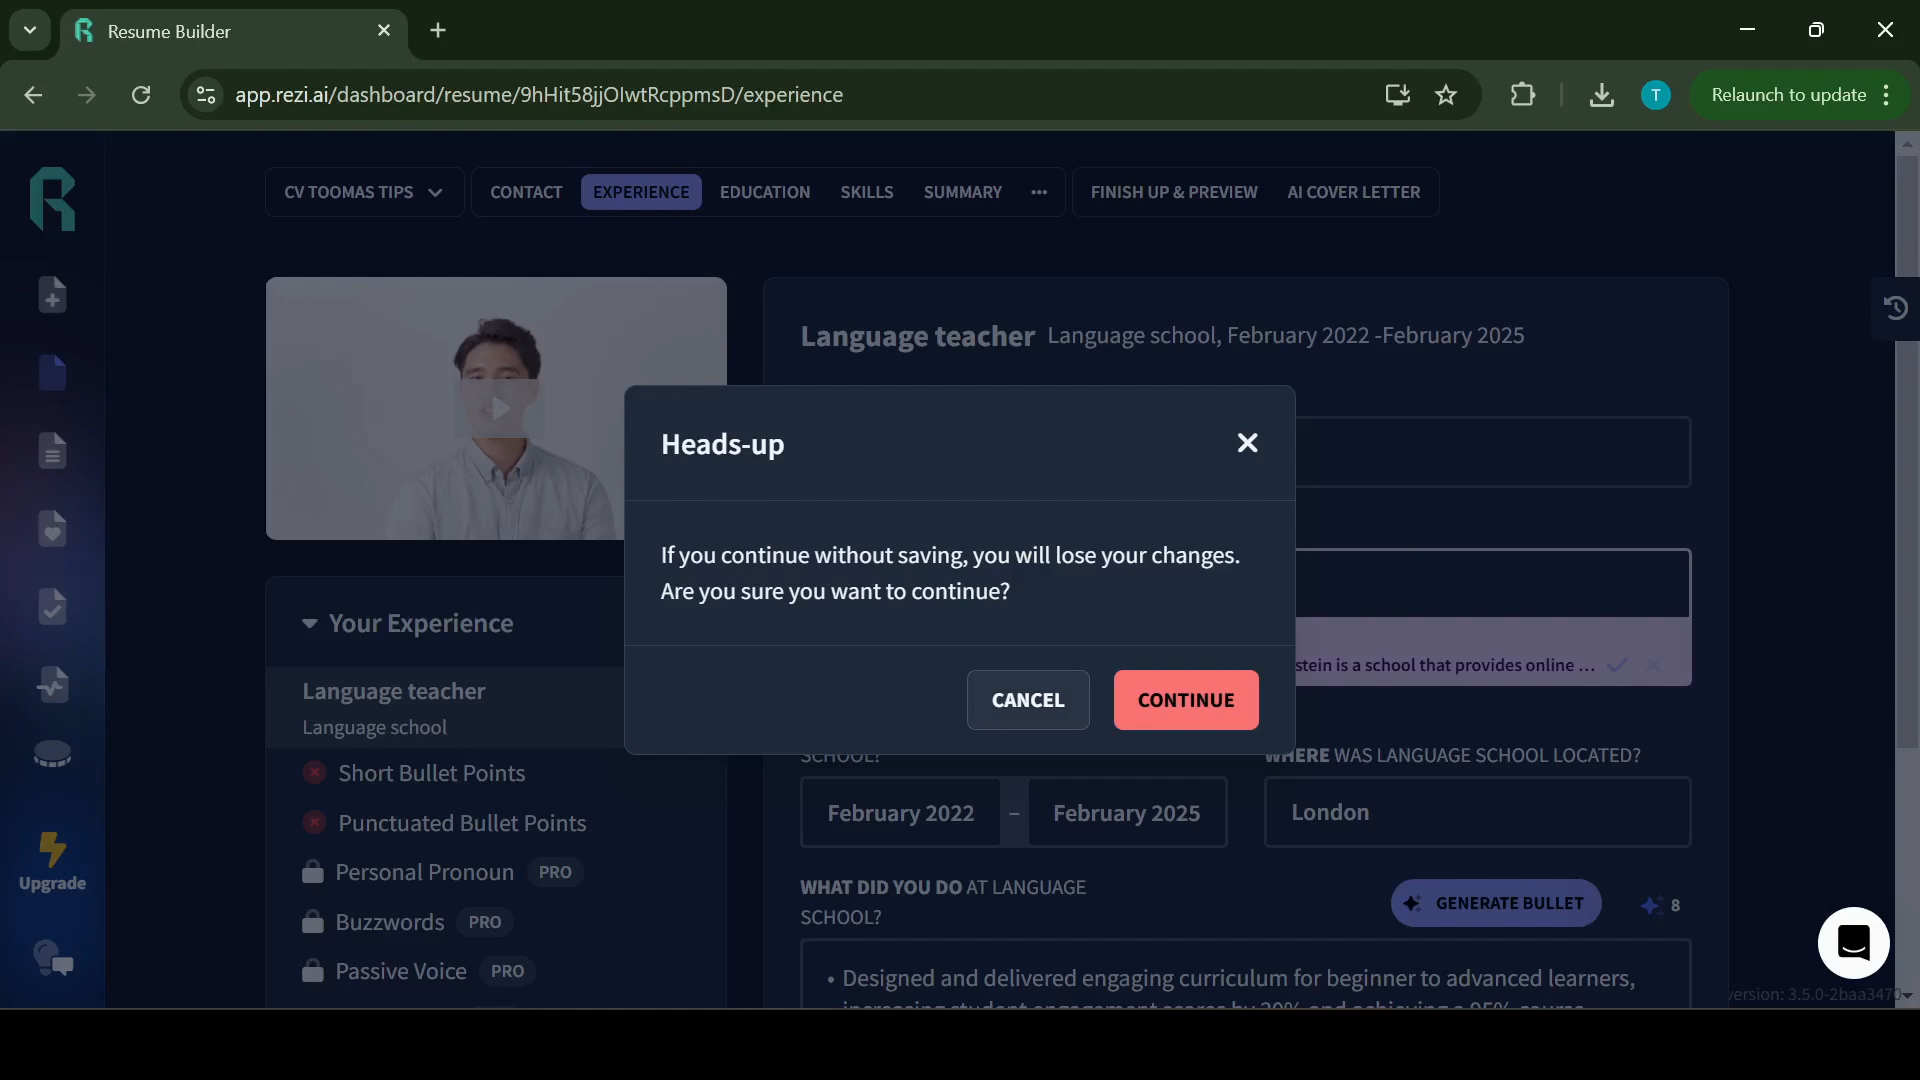 Resume Builder
app.rezi.ai/dashboard/resume/9hHit58jjOlwtRcppmsD/experience
T
Relaunch to update
CV TOOMAS TIPS
CONTACT
EXPERIENCE
EDUCATION
SKILLS
SUMMARY
FINISH UP & PREVIEW
AI COVER LETTER
Language teacher Language school, February 2022 -February 2025
Heads-up
If you continue without saving, you will lose your changes.
Are you sure you want to continue?
CANCEL
CONTINUE
stein is a school that provides online ...
Your Experience
Language teacher
Language school
Short Bullet Points
Punctuated Bullet Points
Personal Pronoun PRO
Buzzwords PRO
Passive Voice PRO
Upgrade
SCHOOL?
WHERE WAS LANGUAGE SCHOOL LOCATED?
February 2022 – February 2025
London
WHAT DID YOU DO AT LANGUAGE
SCHOOL?
GENERATE BULLET
8
• Designed and delivered engaging curriculum for beginner to advanced learners,
version: 3.5.0-2baa3470